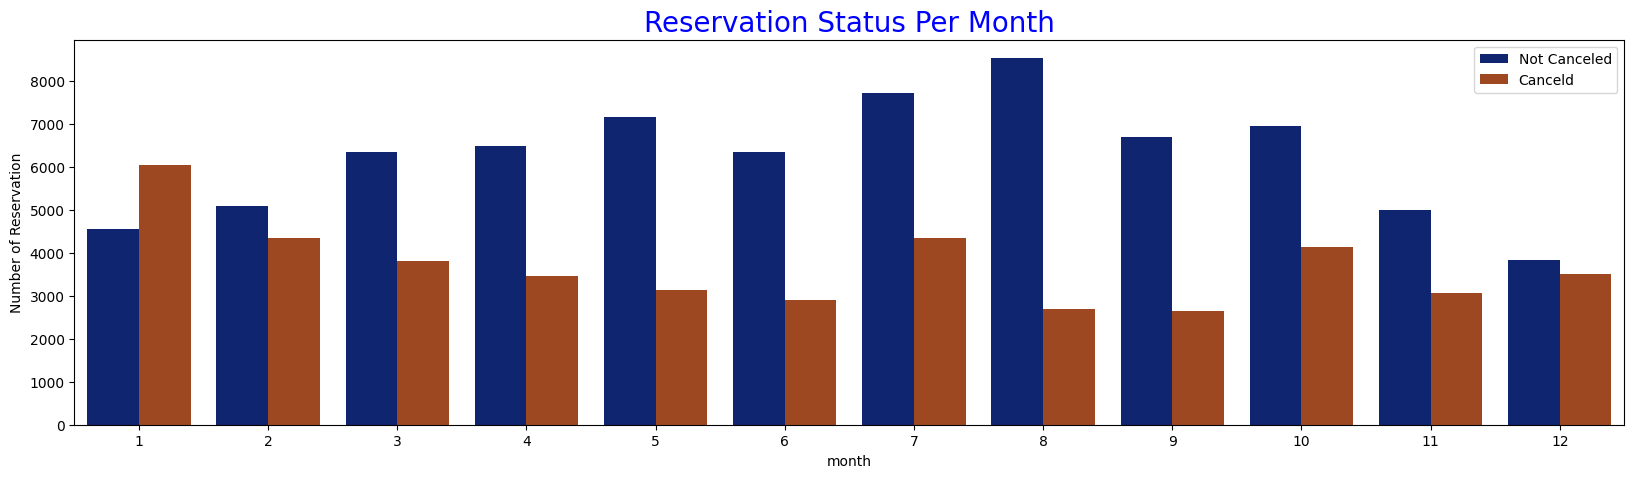 Reservation Status Per Month
Not Canceled
Canceld
Number of Reservation
8000
7000
6000
5000
4000
3000
2000
1000
0
1 2 3 4 5 6 7 8 9 10 11 12
month